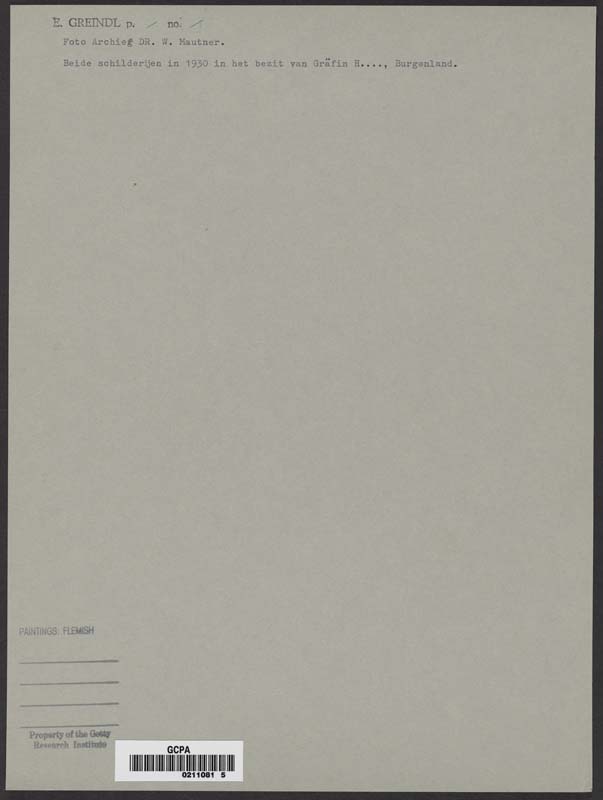 E. GREINDL p. no.
Foto Archief DR. W. Mautner.
Beide schilderijen in 1930 in het bezit van Gräfin H...., Burgenland.
PAINTINGS: FLEMISH
Property of the Getty
Research Institute
GCPA
0211081 5